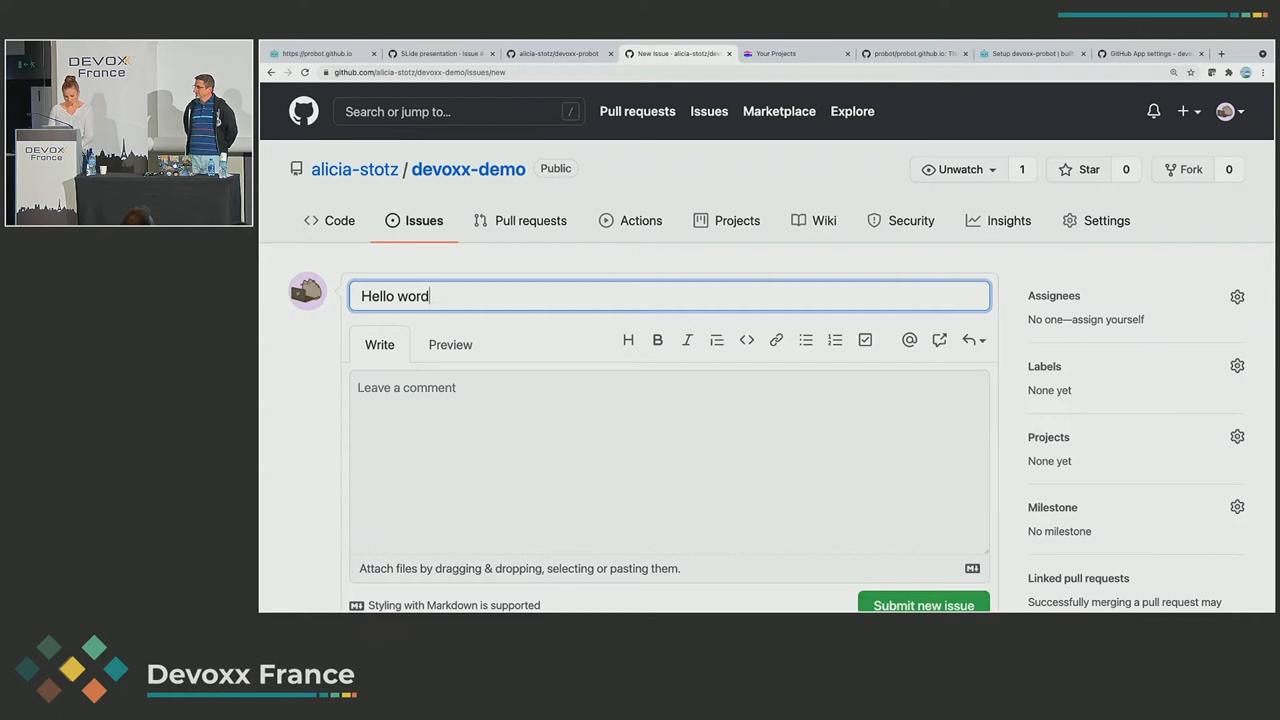 https://probot.github.io
SLide presentation · Issue #
alicia-stotz/devoxx-probot
New Issue · alicia-stotz/dev
Your Projects
probot/probot.github.io: Th
Setup devoxx-probot | built
GitHub App settings - devo
github.com/alicia-stotz/devoxx-demo/issues/new
DEVOXX
France
DEVOXX
France
Search or jump to...
/
Pull requests
Issues
Marketplace
Explore
alicia-stotz / devoxx-demo
Public
Unwatch
1
Star
0
Fork
0
Code
Issues
Pull requests
Actions
Projects
Wiki
Security
Insights
Settings
Hello word
Write
Preview
Leave a comment
Attach files by dragging & dropping, selecting or pasting them.
Styling with Markdown is supported
Submit new issue
Assignees
No one—assign yourself
Labels
None yet
Projects
None yet
Milestone
No milestone
Linked pull requests
Successfully merging a pull request may
Devoxx France